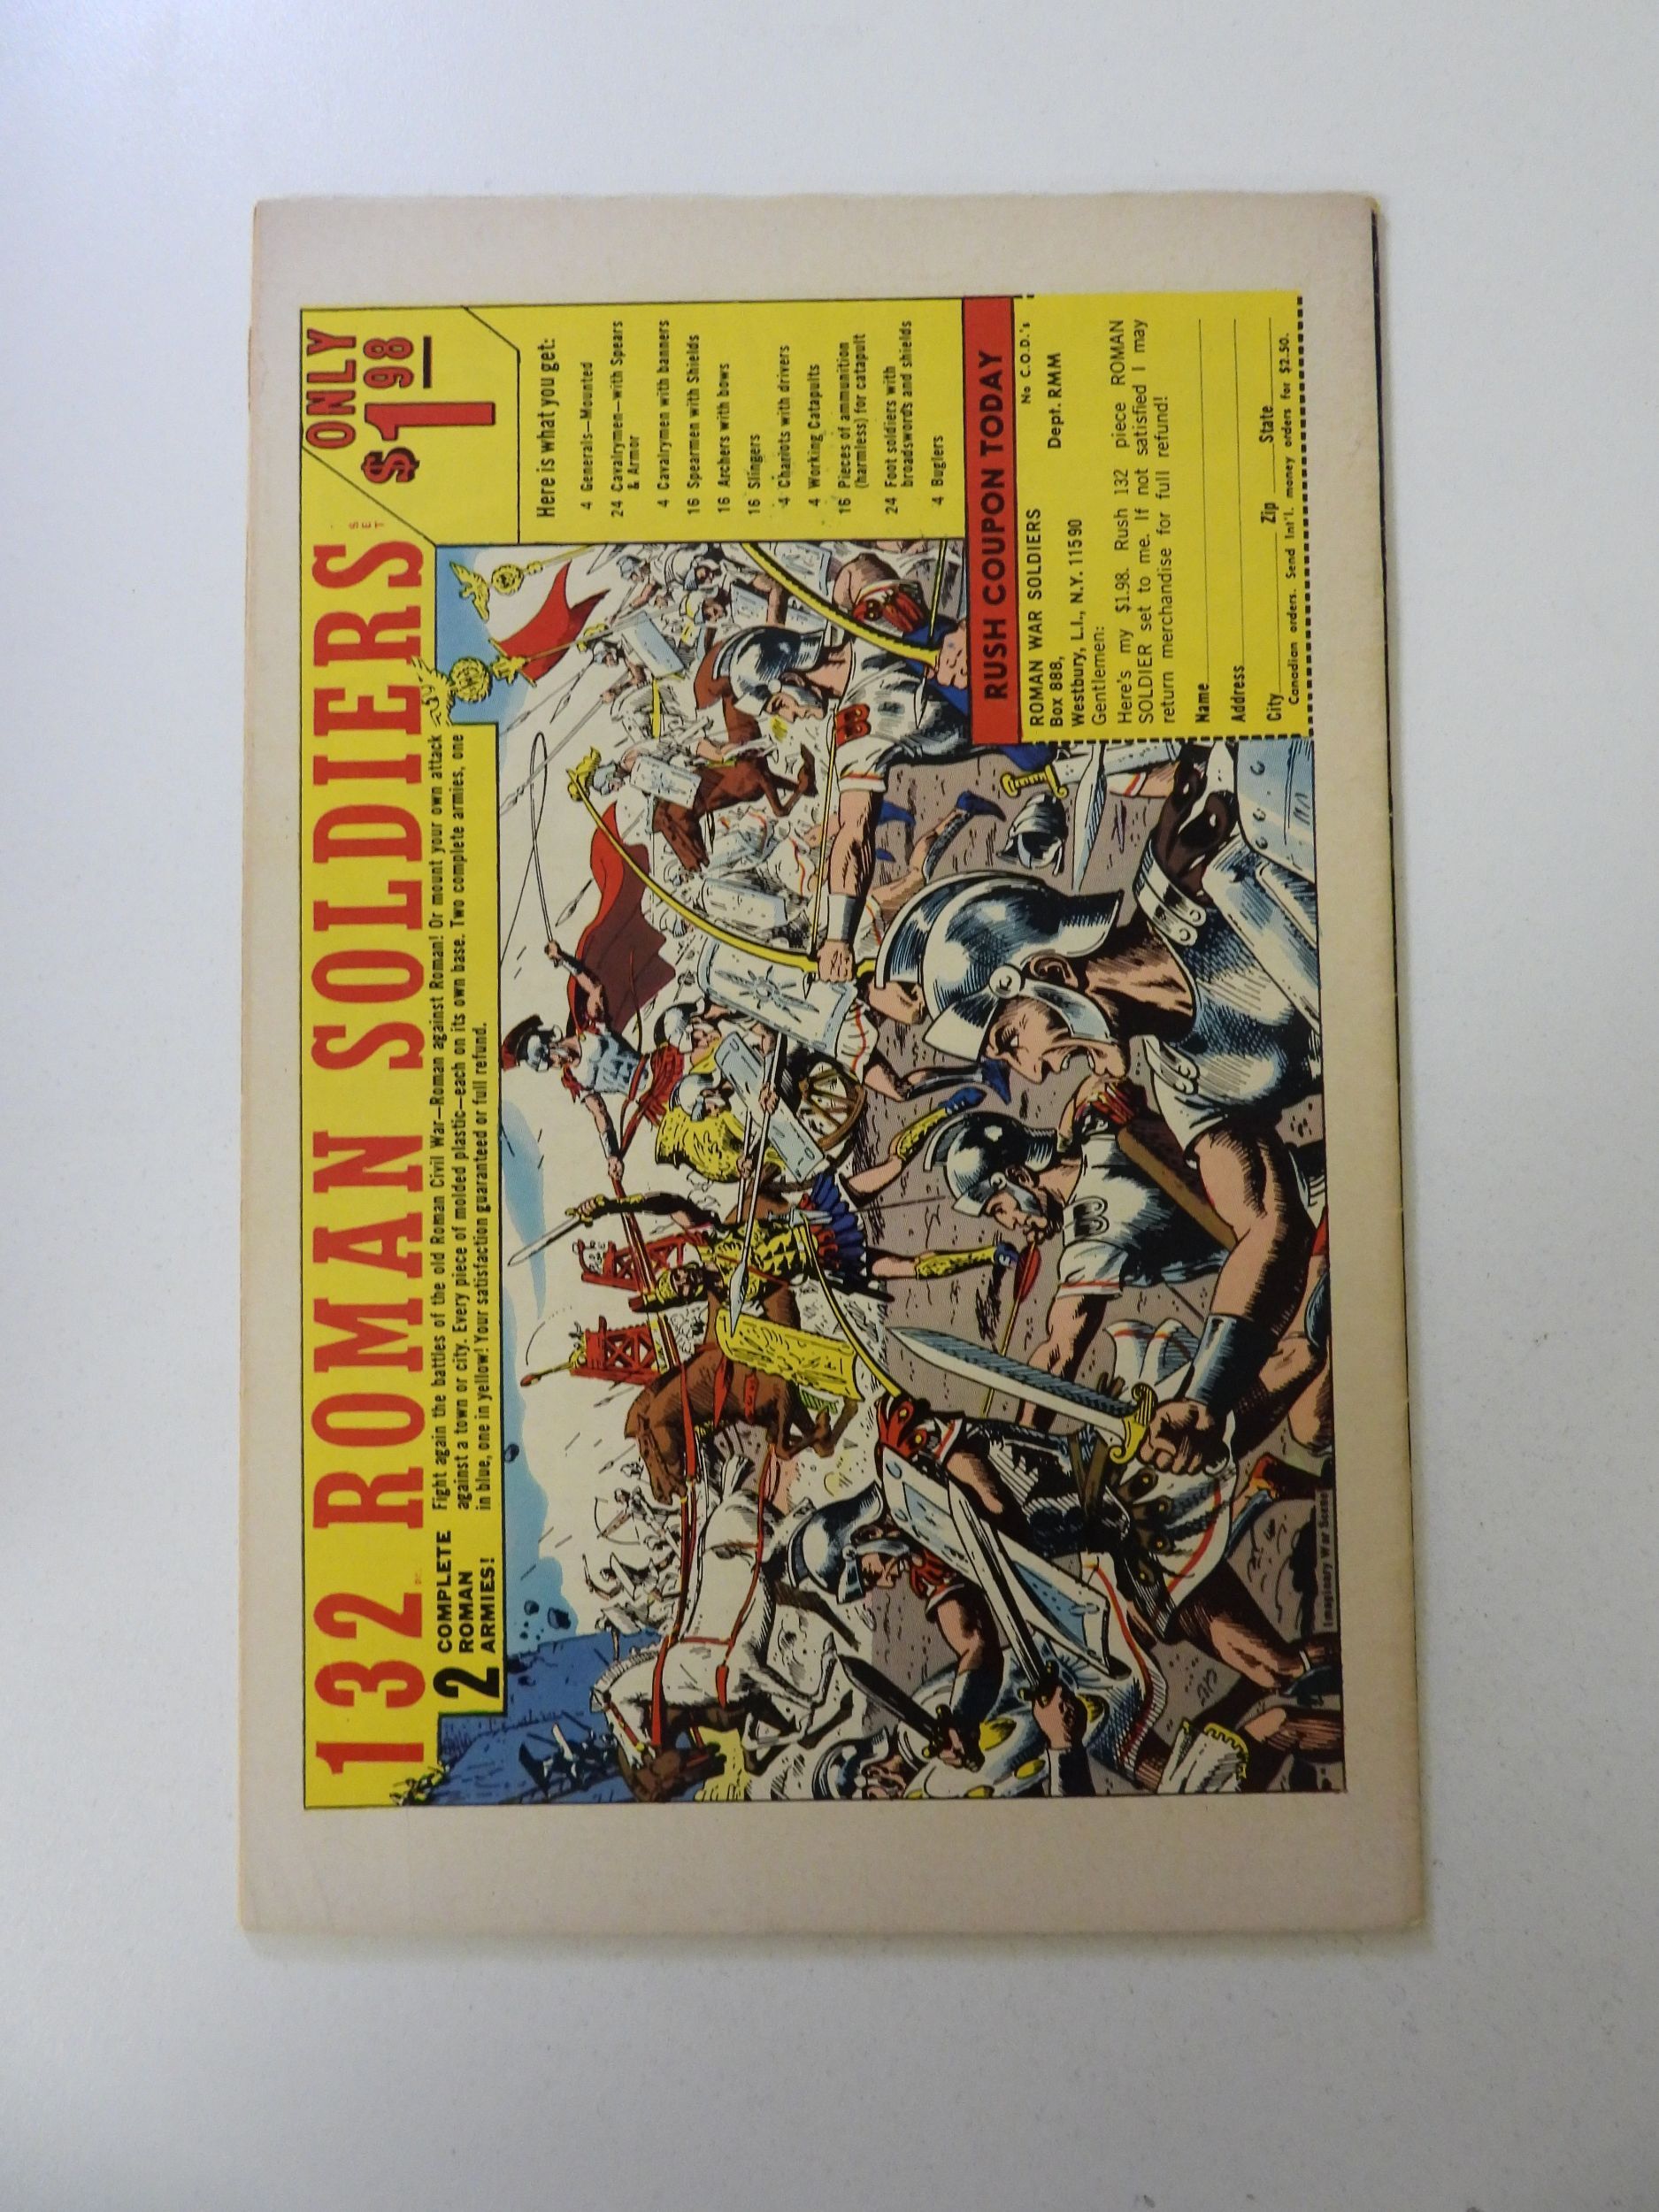 132 PC. ROMAN SOLDIERS SET
ONLY
$1 98
2 COMPLETE
ROMAN
ARMIES!
Fight again the battles of the old Roman Civil War—Roman against Roman! Or mount your own attack
against a town or city. Every piece of molded plastic—each on its own base. Two complete armies, one
in blue, one in yellow! Your satisfaction guaranteed or full refund.
Here is what you get:
4 Generals—Mounted
24 Cavalrymen—with Spears
& Armor
4 Cavalrymen with banners
16 Spearmen with Shields
16 Archers with bows
16 Slingers
4 Chariots with drivers
4 Working Catapults
16 Pieces of ammunition
(harmless) for catapult
24 Foot soldiers with
broadswords and shields
4 Buglers
RUSH COUPON TODAY
No C.O.D.'s
ROMAN WAR SOLDIERS
Box 888, Dept. RMM
Westbury, L.I., N.Y. 11590
Gentlemen:
Here's my $1.98. Rush 132 piece ROMAN
SOLDIER set to me. If not satisfied I may
return merchandise for full refund!
Name
Address
City Zip State
Canadian orders. Send Int'l. money orders for $2.50.
Imaginary War Scene